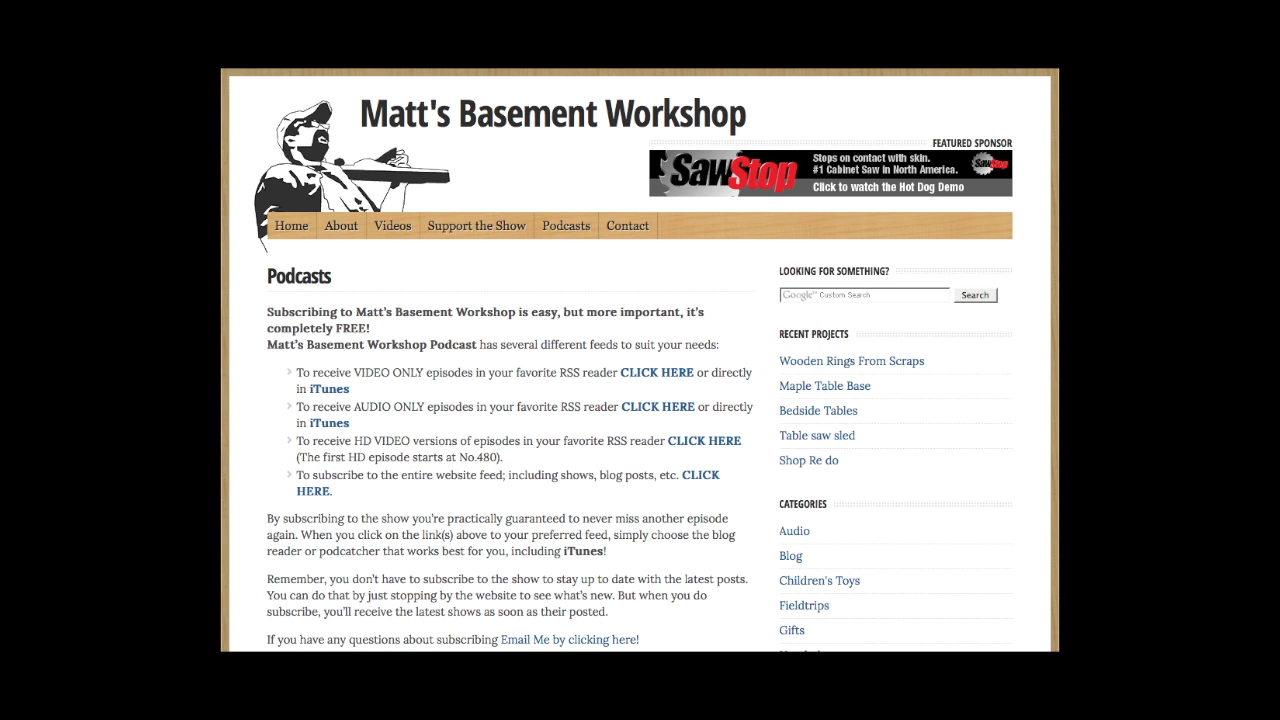 Matt's Basement Workshop
FEATURED SPONSOR
SawStop
Stops on contact with skin.
#1 Cabinet Saw in North America.
Click to watch the Hot Dog Demo
SawStop
Home
About
Videos
Support the Show
Podcasts
Contact
Podcasts
Subscribing to Matt's Basement Workshop is easy, but more important, it's
completely FREE!
Matt's Basement Workshop Podcast has several different feeds to suit your needs:
To receive VIDEO ONLY episodes in your favorite RSS reader CLICK HERE or directly
in iTunes
To receive AUDIO ONLY episodes in your favorite RSS reader CLICK HERE or directly
in iTunes
To receive HD VIDEO versions of episodes in your favorite RSS reader CLICK HERE
(The first HD episode starts at No.480).
To subscribe to the entire website feed; including shows, blog posts, etc. CLICK
HERE.
By subscribing to the show you're practically guaranteed to never miss another episode
again. When you click on the link(s) above to your preferred feed, simply choose the blog
reader or podcatcher that works best for you, including iTunes!
Remember, you don't have to subscribe to the show to stay up to date with the latest posts.
You can do that by just stopping by the website to see what's new. But when you do
subscribe, you'll receive the latest shows as soon as their posted.
If you have any questions about subscribing Email Me by clicking here!
LOOKING FOR SOMETHING?
Google™ Custom Search
Search
RECENT PROJECTS
Wooden Rings From Scraps
Maple Table Base
Bedside Tables
Table saw sled
Shop Re do
CATEGORIES
Audio
Blog
Children's Toys
Fieldtrips
Gifts